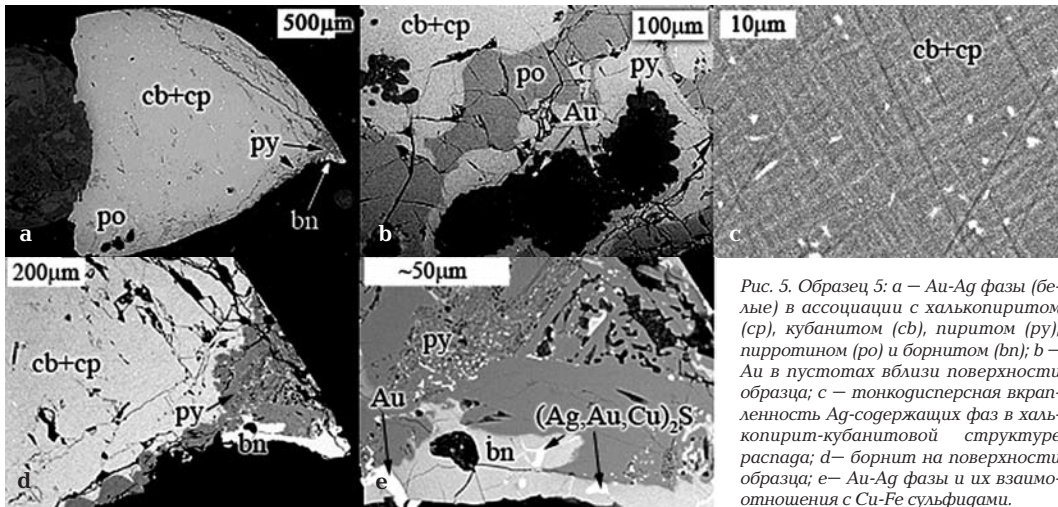 500µm
cb+cp
py
po
bn
a
cb+cp
100µm
po
py
Au
b
10µm
cb+cp
c
200µm
cb+cp
py
bn
d
~50µm
py
Au
(Ag,Au,Cu)₂S
bn
e
Рис. 5. Образец 5: a — Au-Ag фазы (бе-
лые) в ассоциации с халькопиритом
(cp), кубанитом (cb), пиритом (py),
пирротином (po) и борнитом (bn); b —
Au в пустотах вблизи поверхности
образца; c — тонкодисперсная вкрап-
ленность Ag-содержащих фаз в халь-
копирит-кубанитовой структуре
распада; d— борнит на поверхности
образца; e— Au-Ag фазы и их взаимо-
отношения с Cu-Fe сульфидами.